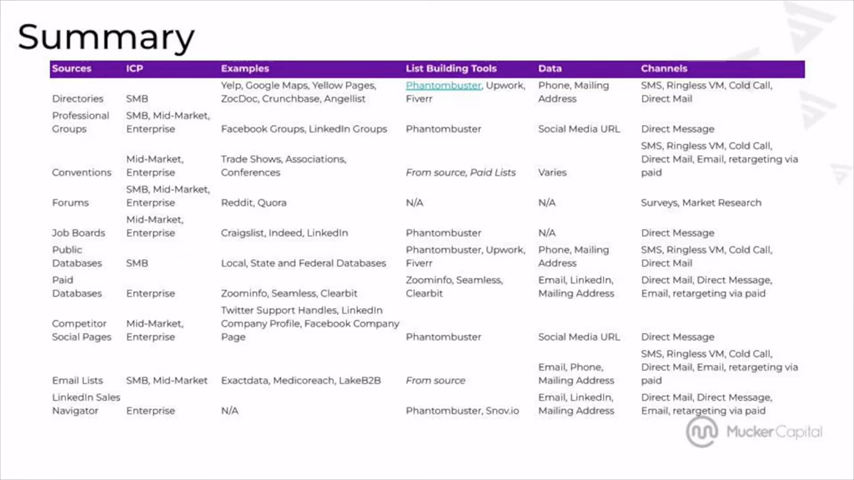 Summary
Sources ICP Examples List Building Tools Data Channels
Directories SMB Yelp, Google Maps, Yellow Pages, ZocDoc, Crunchbase, Angellist Phantombuster, Upwork, Fiverr Phone, Mailing Address SMS, Ringless VM, Cold Call, Direct Mail
Professional Groups SMB, Mid-Market, Enterprise Facebook Groups, LinkedIn Groups Phantombuster Social Media URL Direct Message
Conventions Mid-Market, Enterprise Trade Shows, Associations, Conferences From source, Paid Lists Varies SMS, Ringless VM, Cold Call, Direct Mail, Email, retargeting via paid
Forums SMB, Mid-Market, Enterprise Reddit, Quora N/A N/A Surveys, Market Research
Job Boards Mid-Market, Enterprise Craigslist, Indeed, LinkedIn Phantombuster N/A Direct Message
Public Databases SMB Local, State and Federal Databases Phantombuster, Upwork, Fiverr Phone, Mailing Address SMS, Ringless VM, Cold Call, Direct Mail
Paid Databases Enterprise Zoominfo, Seamless, Clearbit Zoominfo, Seamless, Clearbit Email, LinkedIn, Mailing Address Direct Mail, Direct Message, Email, retargeting via paid
Competitor Social Pages Mid-Market, Enterprise Twitter Support Handles, LinkedIn Company Profile, Facebook Company Page Phantombuster Social Media URL Direct Message
Email Lists SMB, Mid-Market Exactdata, Medicoreach, LakeB2B From source Email, Phone, Mailing Address SMS, Ringless VM, Cold Call, Direct Mail, Email, retargeting via paid
LinkedIn Sales Navigator Enterprise N/A Phantombuster, Snov.io Email, LinkedIn, Mailing Address Direct Mail, Direct Message, Email, retargeting via paid
MuckerCapital